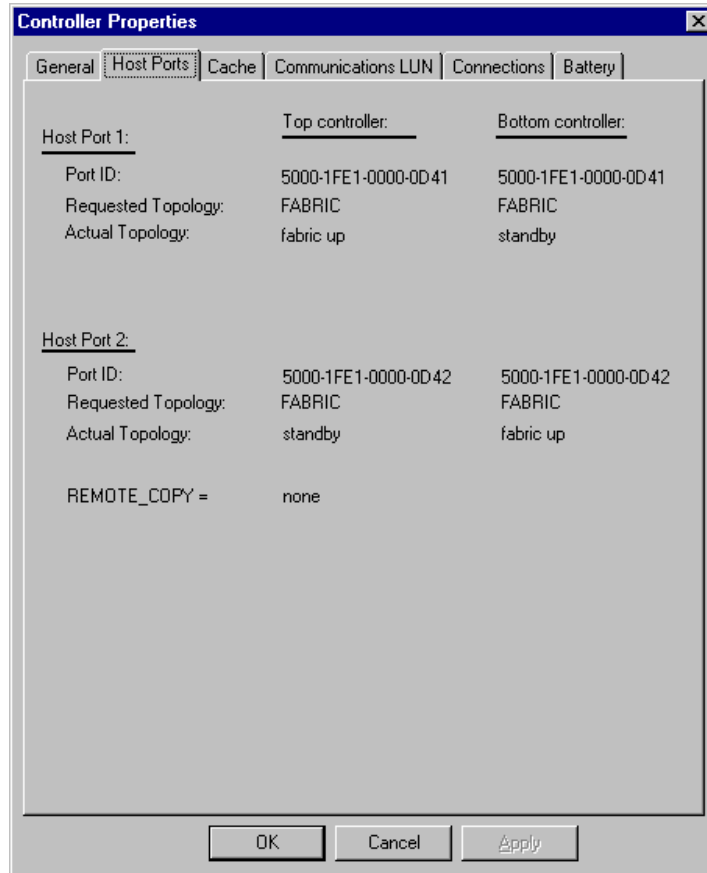 Controller Properties
General Host Ports Cache Communications LUN Connections Battery
Top controller: Bottom controller:
Host Port 1:
Port ID: 5000-1FE1-0000-0D41 5000-1FE1-0000-0D41
Requested Topology: FABRIC FABRIC
Actual Topology: fabric up standby
Host Port 2:
Port ID: 5000-1FE1-0000-0D42 5000-1FE1-0000-0D42
Requested Topology: FABRIC FABRIC
Actual Topology: standby fabric up
REMOTE_COPY = none
OK Cancel Apply